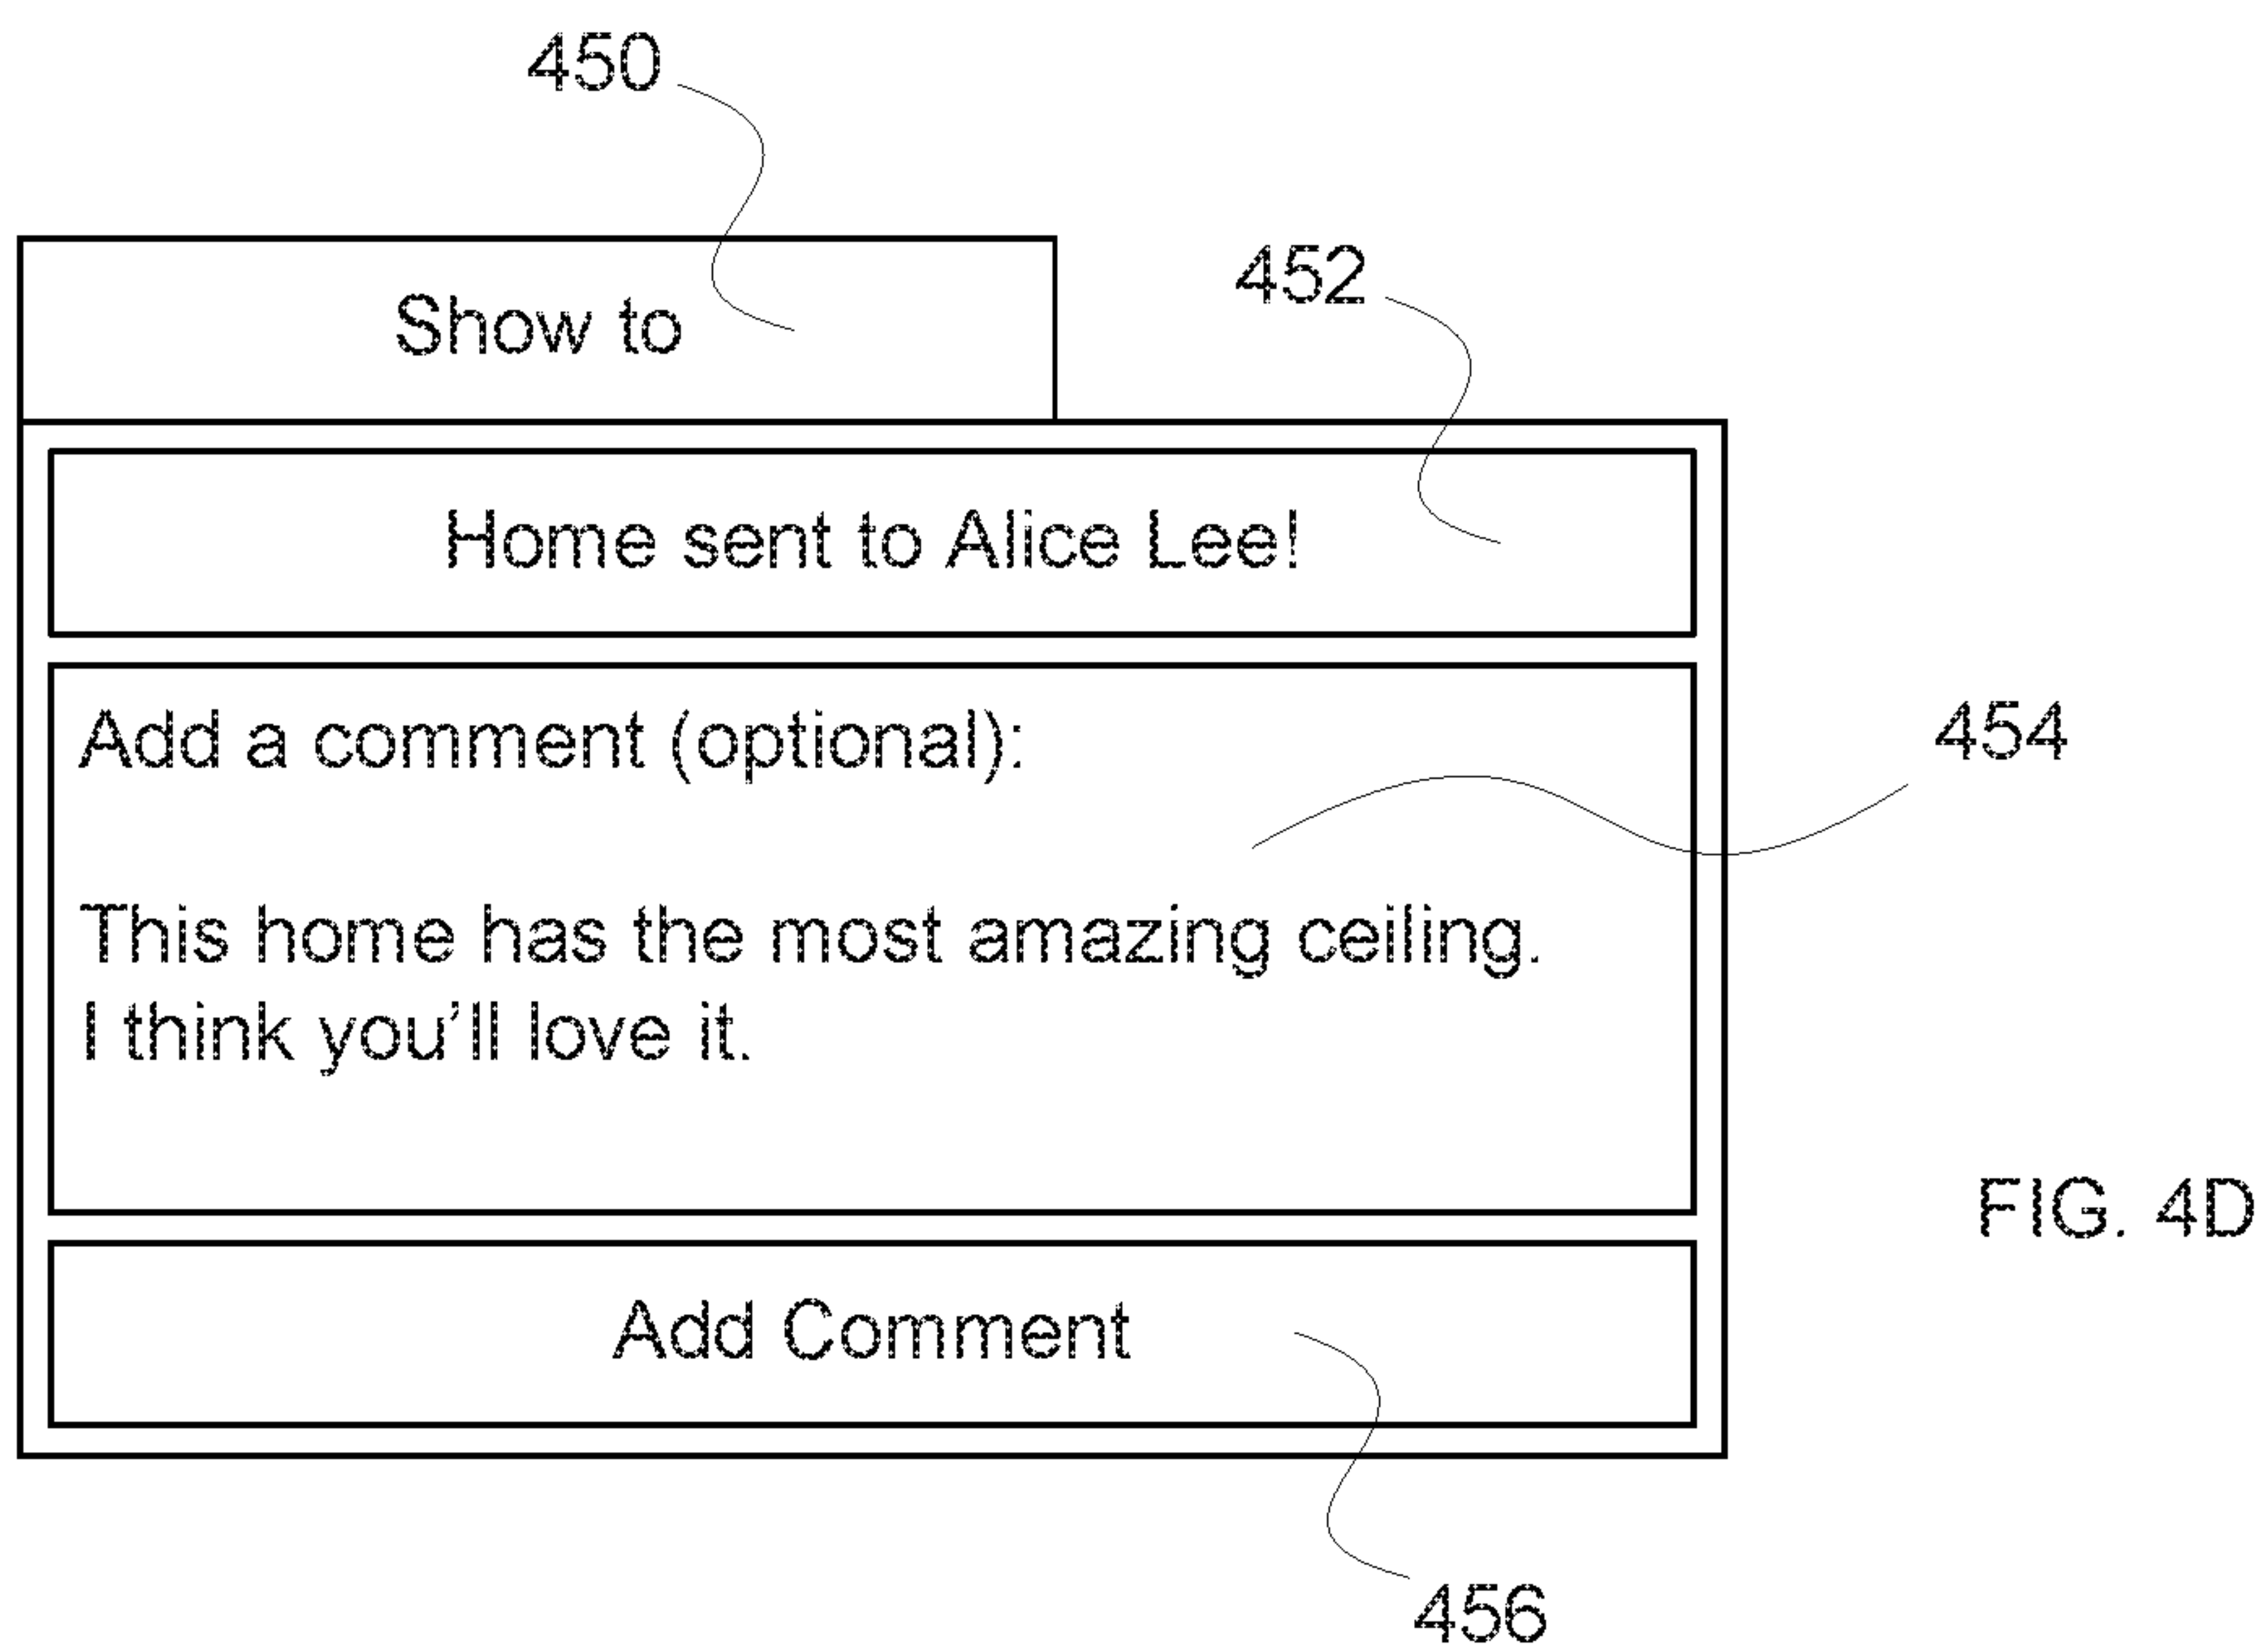 450
Show to
452
Home sent to Alice Lee!
Add a comment (optional):
454
This home has the most amazing ceiling.
I think you’ll love it.
FIG. 4D
Add Comment
456